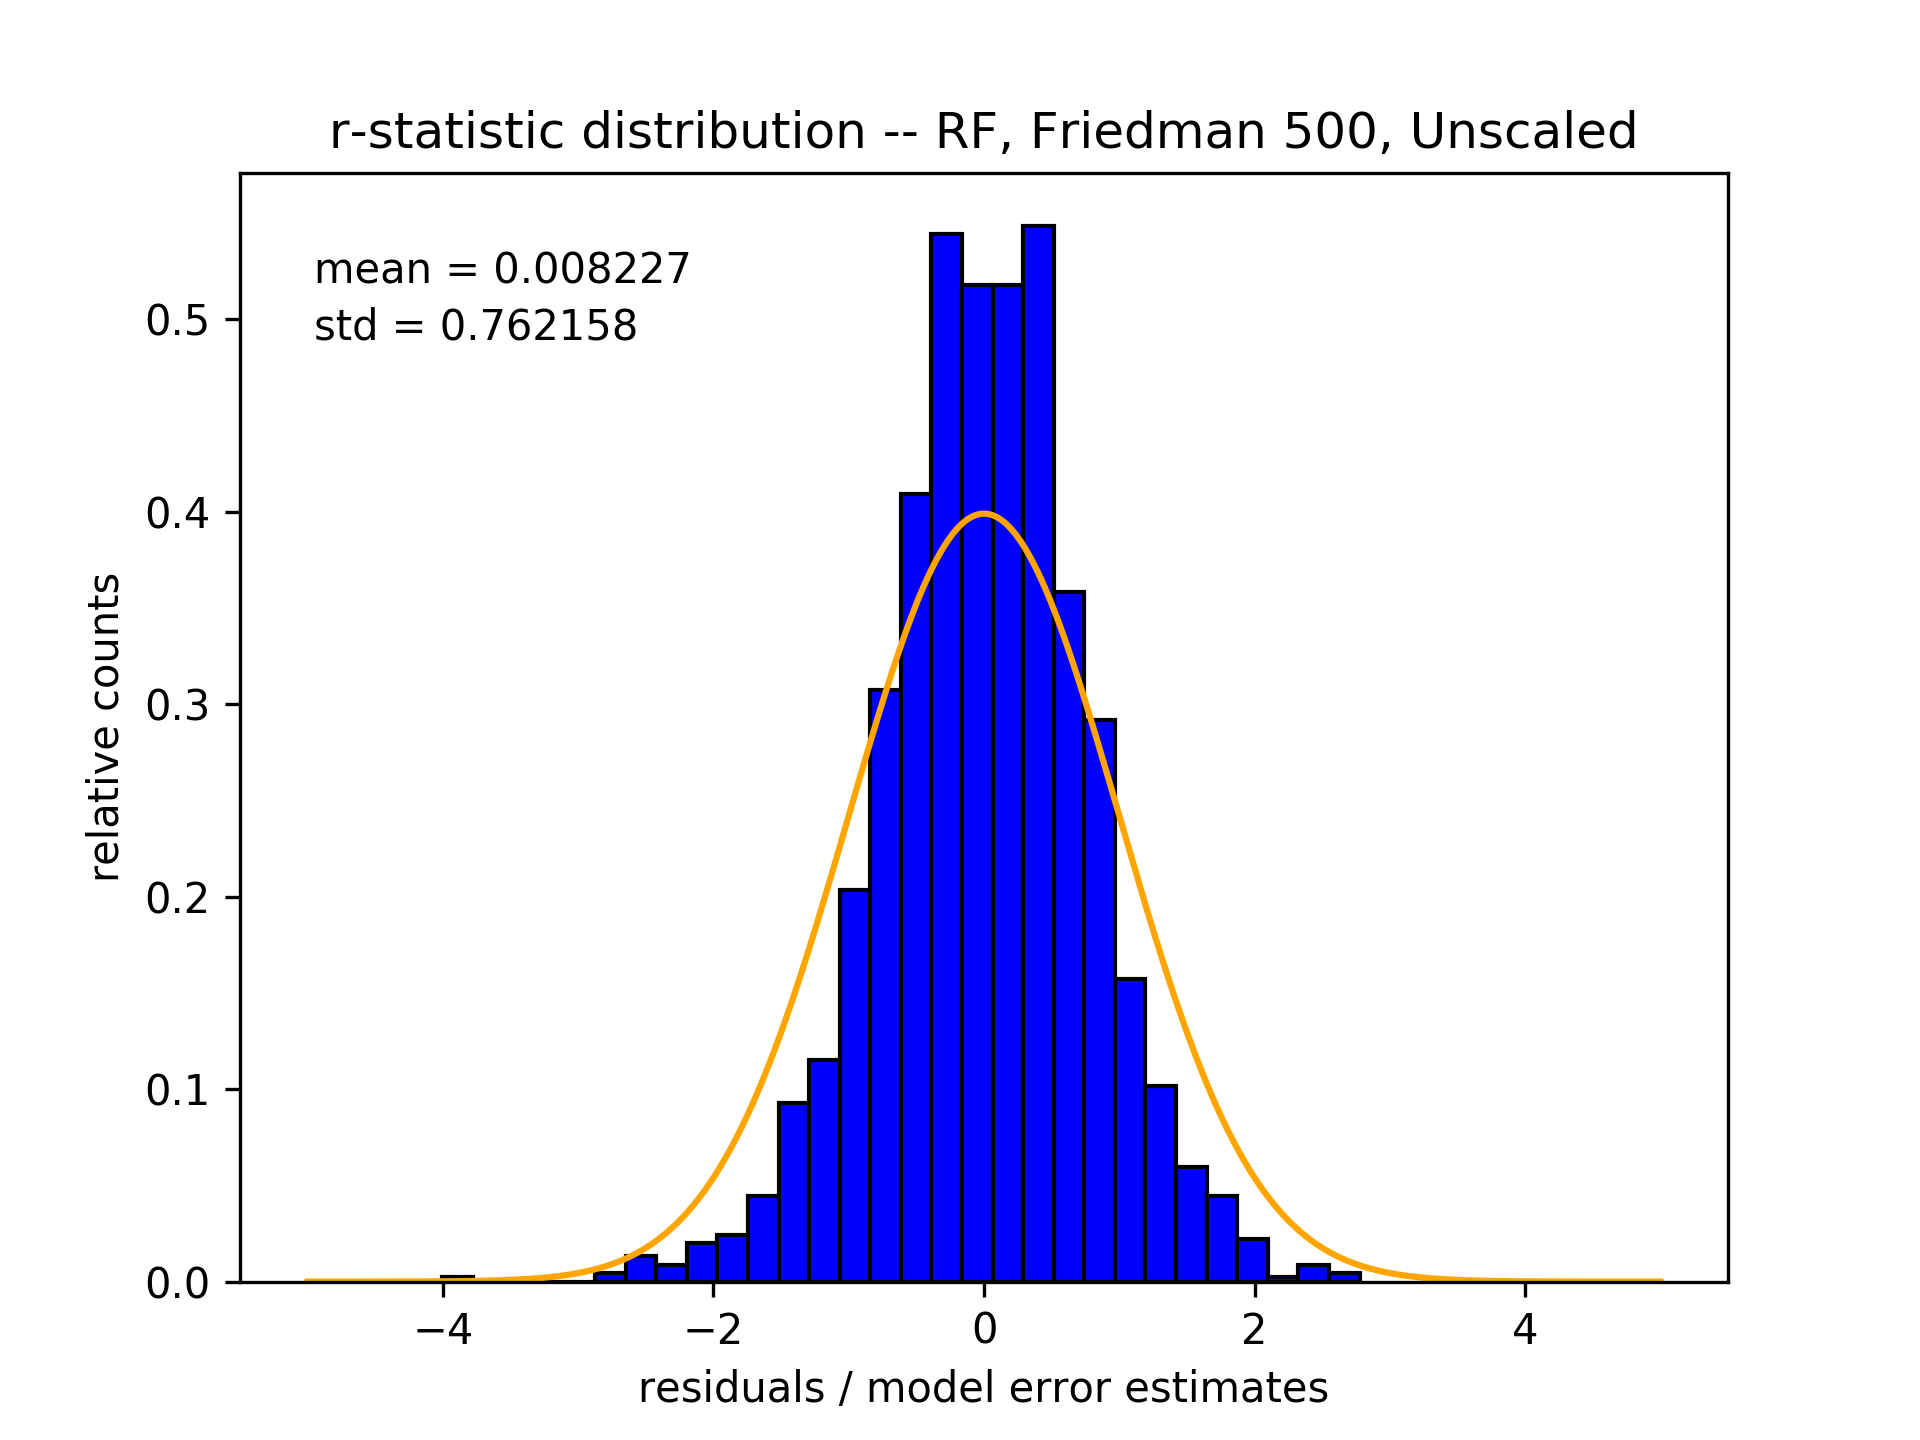 r-statistic distribution -- RF, Friedman 500, Unscaled
mean = 0.008227
std = 0.762158
relative counts
0.5
0.4
0.3
0.2
0.1
0.0
−4 −2 0 2 4
residuals / model error estimates